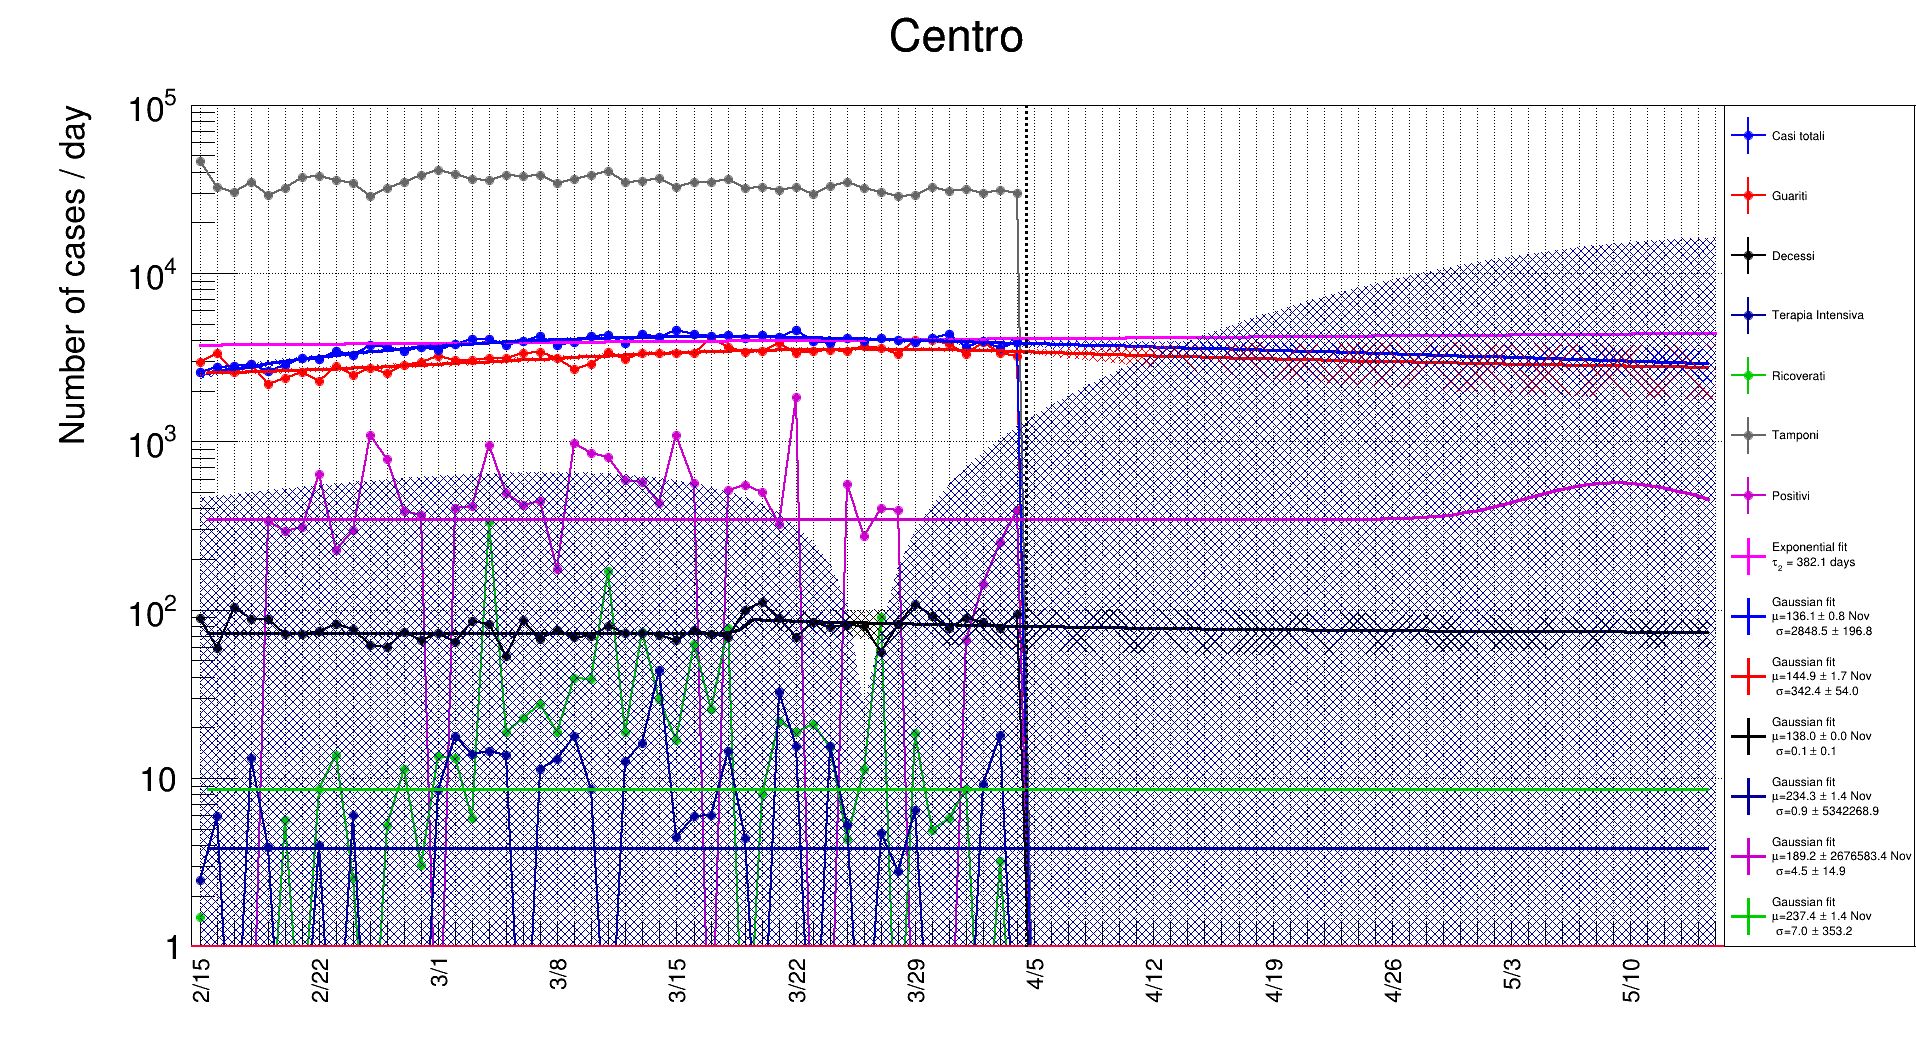 Centro
Number of cases / day
10^5
10^4
10^3
10^2
10
1
2/15
2/22
3/1
3/8
3/15
3/22
3/29
4/5
4/12
4/19
4/26
5/3
5/10
Casi totali
Guariti
Decessi
Terapia Intensiva
Ricoverati
Tamponi
Positivi
Exponential fit
τ_2 = 382.1 days
Gaussian fit
μ=136.1 ± 0.8 Nov
σ=2848.5 ± 196.8
Gaussian fit
μ=144.9 ± 1.7 Nov
σ=342.4 ± 54.0
Gaussian fit
μ=138.0 ± 0.0 Nov
σ=0.1 ± 0.1
Gaussian fit
μ=234.3 ± 1.4 Nov
σ=0.9 ± 5342268.9
Gaussian fit
μ=189.2 ± 2676583.4 Nov
σ=4.5 ± 14.9
Gaussian fit
μ=237.4 ± 1.4 Nov
σ=7.0 ± 353.2